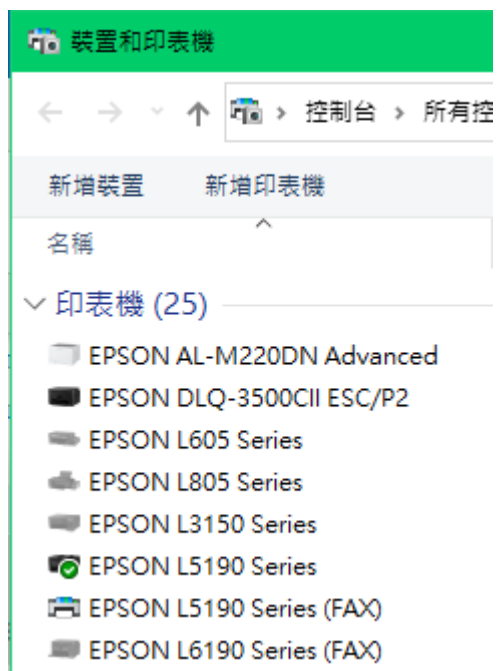 裝置和印表機
控制台 所有控
新增裝置 新增印表機
名稱
印表機 (25)
EPSON AL-M220DN Advanced
EPSON DLQ-3500CII ESC/P2
EPSON L605 Series
EPSON L805 Series
EPSON L3150 Series
EPSON L5190 Series
EPSON L5190 Series (FAX)
EPSON L6190 Series (FAX)